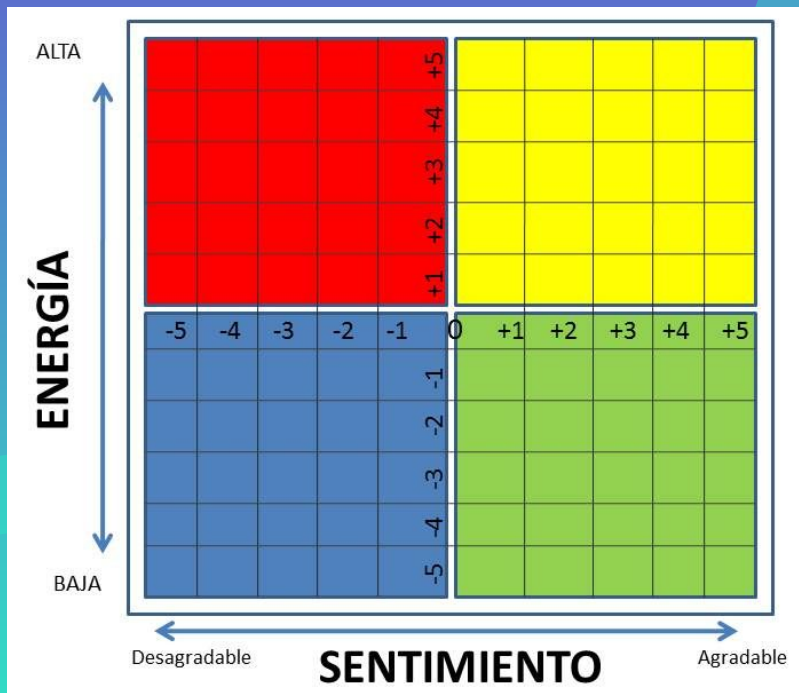 ALTA
+5
+4
+3
+2
+1
ENERGÍA
-5 -4 -3 -2 -1 0 +1 +2 +3 +4 +5
-1
-2
-3
-4
-5
BAJA
Desagradable
SENTIMIENTO
Agradable